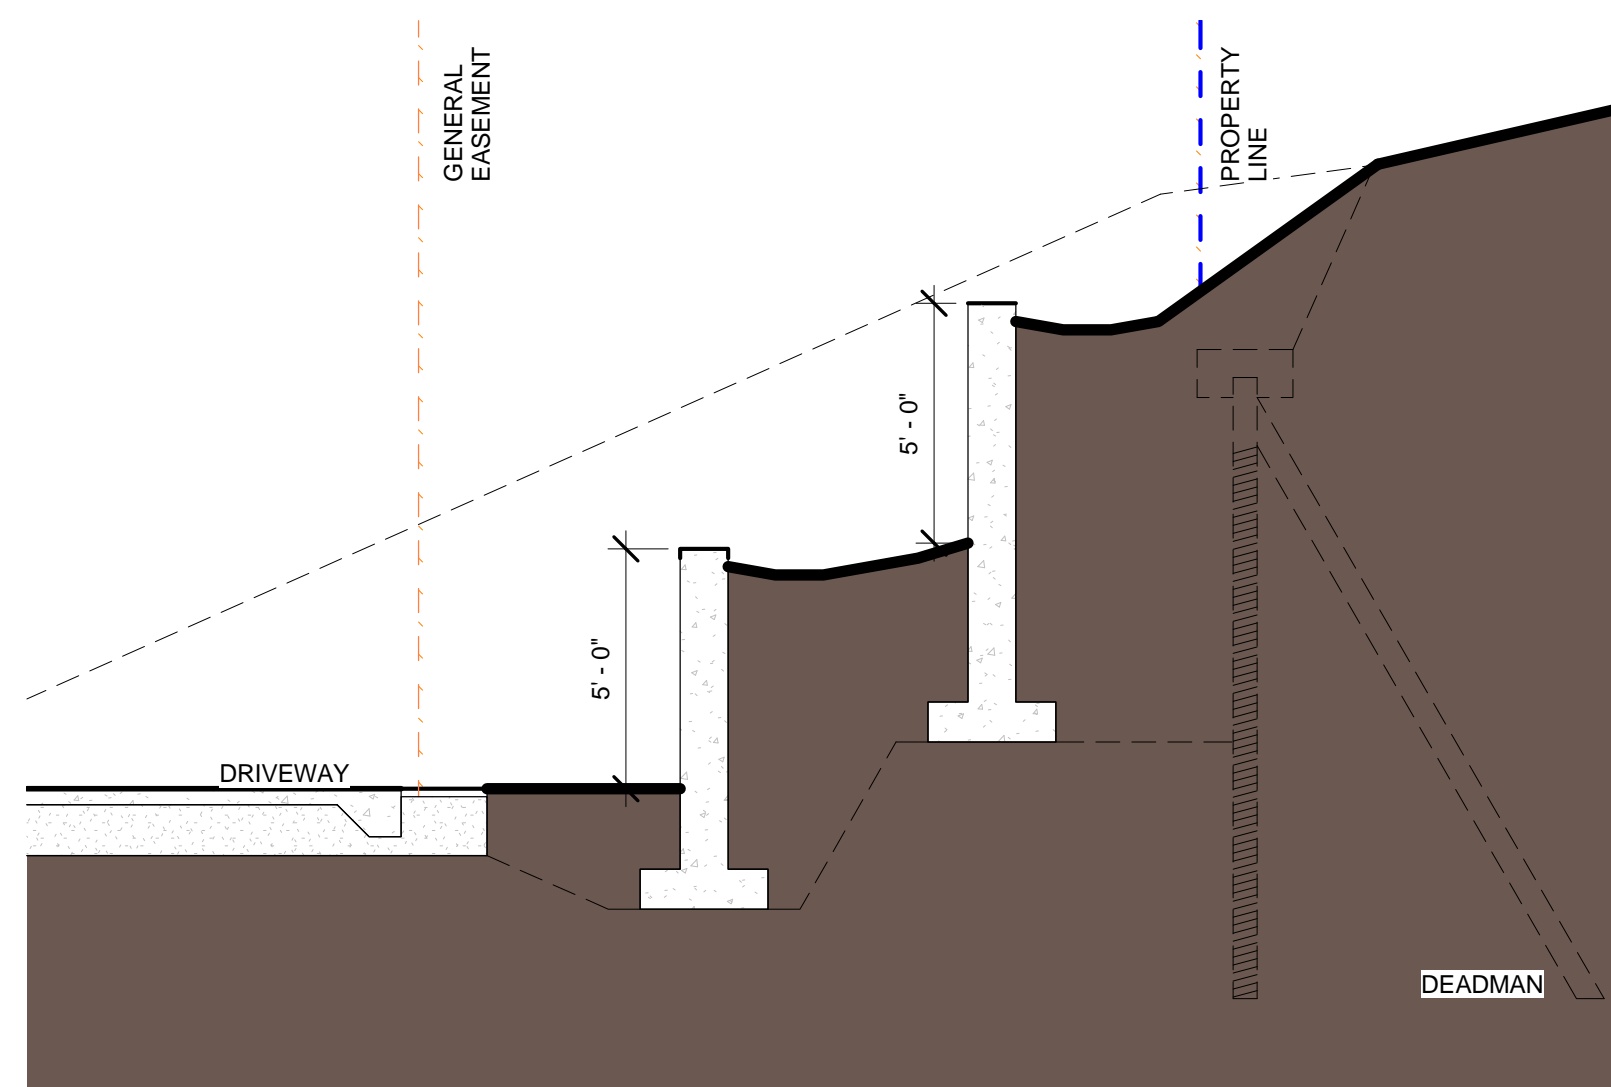 GENERAL
EASEMENT
PROPERTY
LINE
5' - 0"
5' - 0"
DRIVEWAY
DEADMAN